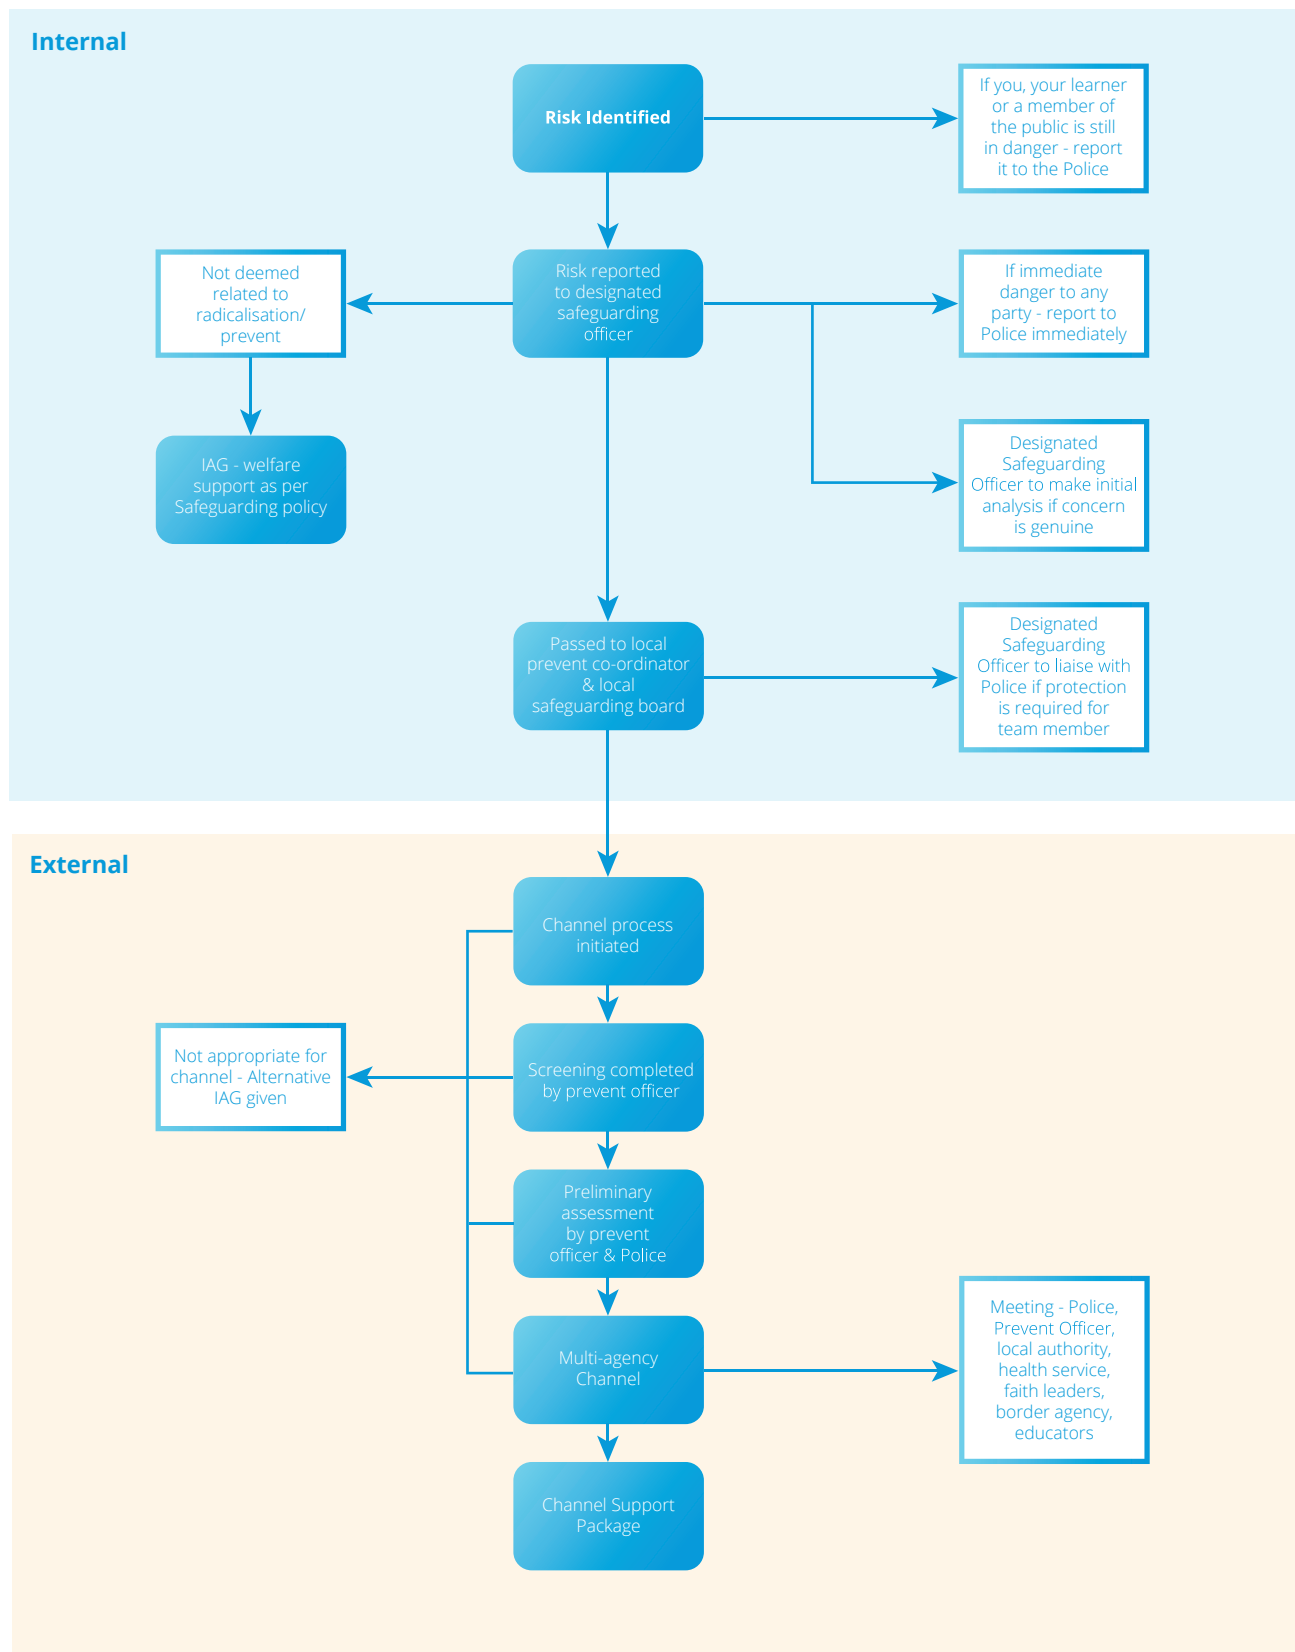 Internal
Risk Identified
If you, your learner
or a member of
the public is still
in danger - report
it to the Police
Not deemed
related to
radicalisation/
prevent
Risk reported
to designated
safeguarding
officer
If immediate
danger to any
party - report to
Police immediately
IAG - welfare
support as per
Safeguarding policy
Designated
Safeguarding
Officer to make initial
analysis if concern
is genuine
Passed to local
prevent co-ordinator
& local
safeguarding board
Designated
Safeguarding
Officer to liaise with
Police if protection
is required for
team member
External
Channel process
initiated
Not appropriate for
channel - Alternative
IAG given
Screening completed
by prevent officer
Preliminary
assessment
by prevent
officer & Police
Multi-agency
Channel
Meeting - Police,
Prevent Officer,
local authority,
health service,
faith leaders,
border agency,
educators
Channel Support
Package